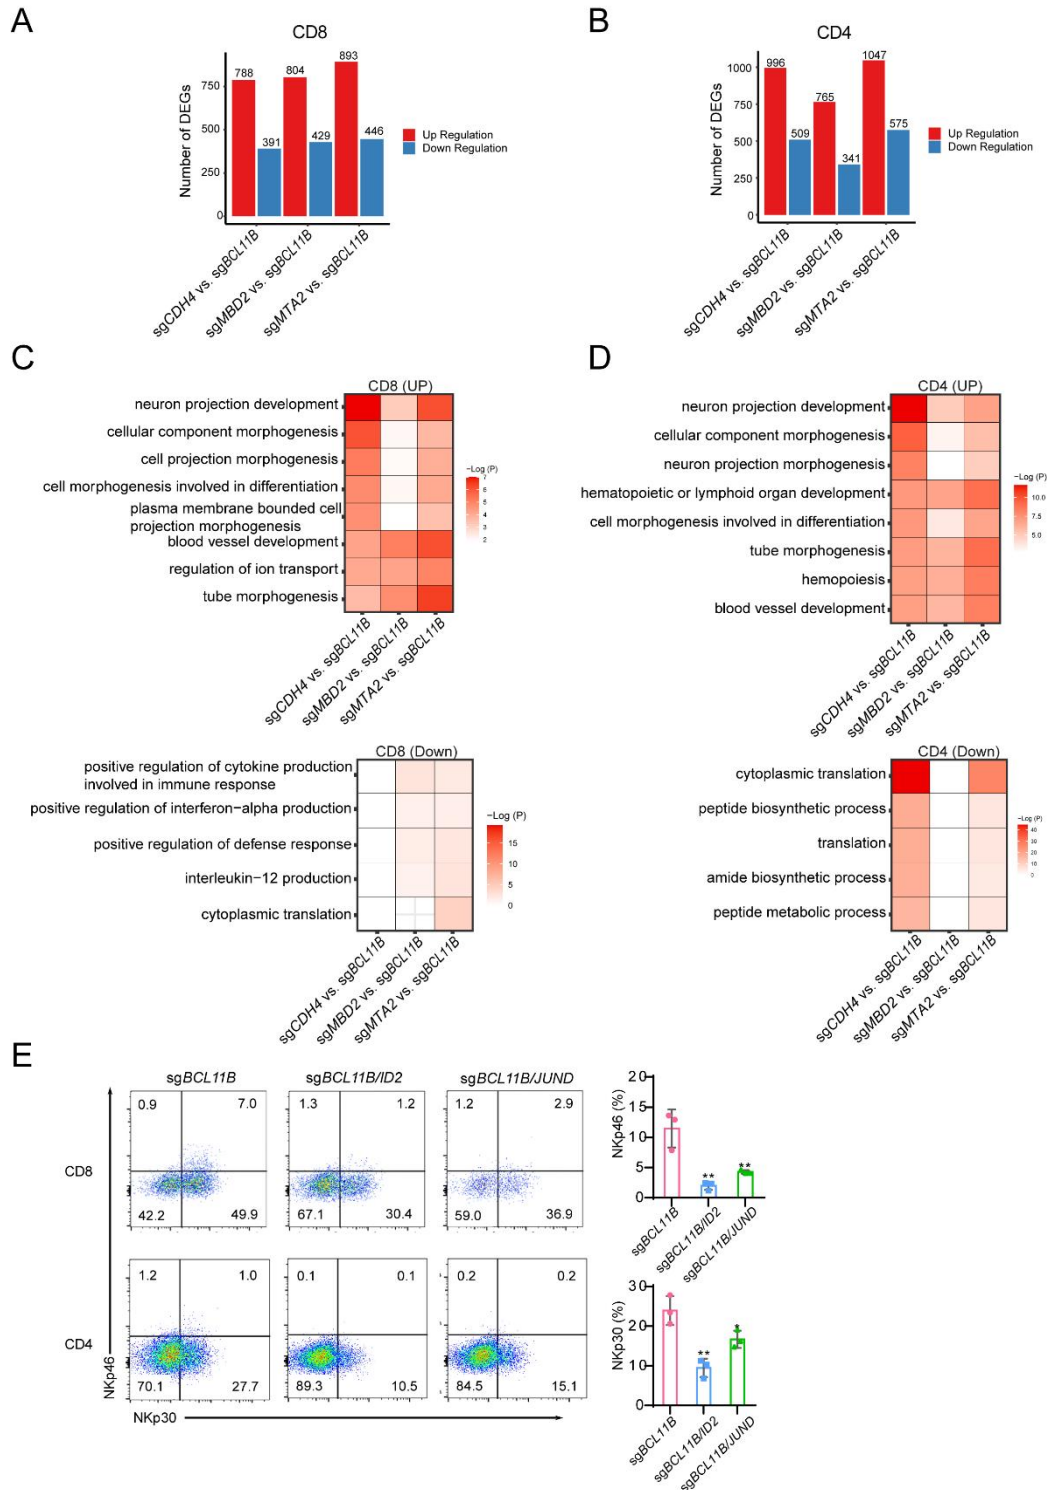 A
CD8
Number of DEGs
750
500
250
0
788
391
804
429
893
446
Up Regulation
Down Regulation
sgCDH4 vs. sgBCL11B
sgMBD2 vs. sgBCL11B
sgMTA2 vs. sgBCL11B
B
CD4
Number of DEGs
1000
750
500
250
0
996
509
765
341
1047
575
Up Regulation
Down Regulation
sgCDH4 vs. sgBCL11B
sgMBD2 vs. sgBCL11B
sgMTA2 vs. sgBCL11B
C
CD8 (UP)
neuron projection development
cellular component morphogenesis
cell projection morphogenesis
cell morphogenesis involved in differentiation
plasma membrane bounded cell
projection morphogenesis
blood vessel development
regulation of ion transport
tube morphogenesis
−Log (P)
7
6
5
4
3
2
sgCDH4 vs. sgBCL11B
sgMBD2 vs. sgBCL11B
sgMTA2 vs. sgBCL11B
CD8 (Down)
positive regulation of cytokine production
involved in immune response
positive regulation of interferon−alpha production
positive regulation of defense response
interleukin−12 production
cytoplasmic translation
−Log (P)
15
10
5
0
sgCDH4 vs. sgBCL11B
sgMBD2 vs. sgBCL11B
sgMTA2 vs. sgBCL11B
D
CD4 (UP)
neuron projection development
cellular component morphogenesis
neuron projection morphogenesis
hematopoietic or lymphoid organ development
cell morphogenesis involved in differentiation
tube morphogenesis
hemopoiesis
blood vessel development
−Log (P)
10.0
7.5
5.0
sgCDH4 vs. sgBCL11B
sgMBD2 vs. sgBCL11B
sgMTA2 vs. sgBCL11B
CD4 (Down)
cytoplasmic translation
peptide biosynthetic process
translation
amide biosynthetic process
peptide metabolic process
−Log (P)
40
30
20
10
0
sgCDH4 vs. sgBCL11B
sgMBD2 vs. sgBCL11B
sgMTA2 vs. sgBCL11B
E
sgBCL11B
sgBCL11B/ID2
sgBCL11B/JUND
CD8
0.9
7.0
42.2
49.9
1.3
1.2
67.1
30.4
1.2
2.9
59.0
36.9
CD4
1.2
1.0
70.1
27.7
0.1
0.1
89.3
10.5
0.2
0.2
84.5
15.1
NKp46
NKp30
NKp46 (%)
20
15
10
5
0
**
**
sgBCL11B
sgBCL11B/ID2
sgBCL11B/JUND
NKp30 (%)
30
20
10
0
**
*
sgBCL11B
sgBCL11B/ID2
sgBCL11B/JUND